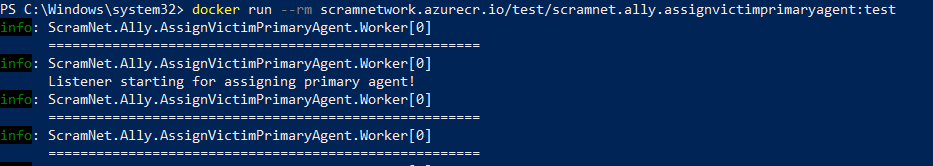 PS C:\Windows\system32> docker run --rm scramnetwork.azurecr.io/test/scramnet.ally.assignvictimprimaryagent:test
info: ScramNet.Ally.AssignVictimPrimaryAgent.Worker[0]
      ======================================================
info: ScramNet.Ally.AssignVictimPrimaryAgent.Worker[0]
      Listener starting for assigning primary agent!
info: ScramNet.Ally.AssignVictimPrimaryAgent.Worker[0]
      ======================================================
info: ScramNet.Ally.AssignVictimPrimaryAgent.Worker[0]
      ======================================================